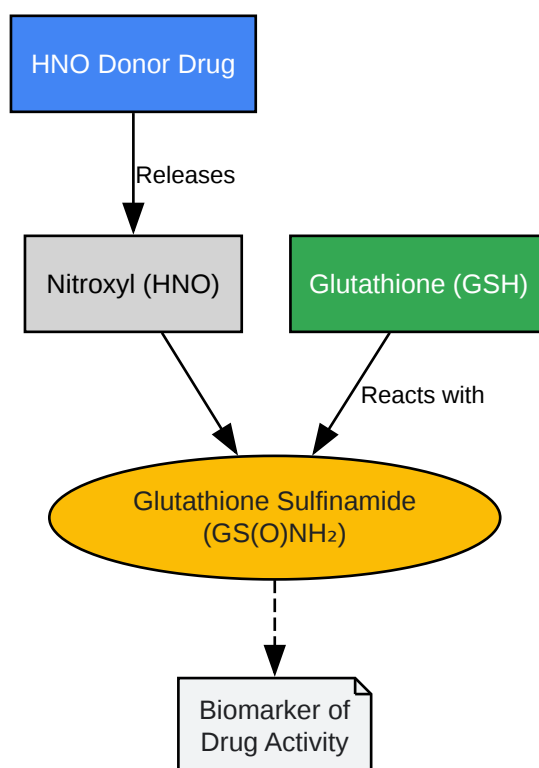 HNO Donor Drug
Releases
Nitroxyl (HNO)
Glutathione (GSH)
Reacts with
Glutathione Sulfinamide
(GS(O)NH₂)
Biomarker of
Drug Activity